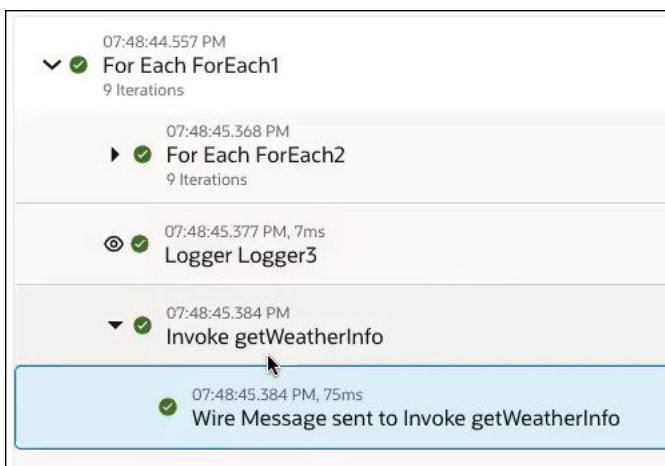 07:48:44.557 PM
For Each ForEach1
9 Iterations
07:48:45.368 PM
For Each ForEach2
9 Iterations
07:48:45.377 PM, 7ms
Logger Logger3
07:48:45.384 PM
Invoke getWeatherInfo
07:48:45.384 PM, 75ms
Wire Message sent to Invoke getWeatherInfo